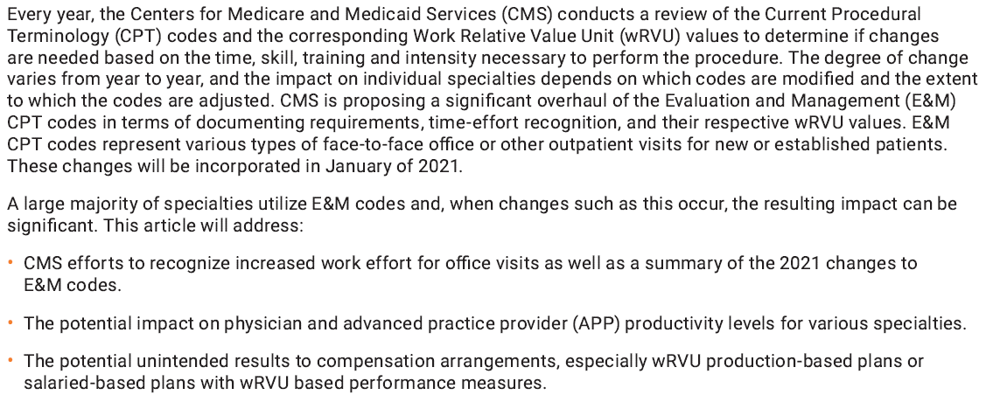 Every year, the Centers for Medicare and Medicaid Services (CMS) conducts a review of the Current Procedural
Terminology (CPT) codes and the corresponding Work Relative Value Unit (wRVU) values to determine if changes
are needed based on the time, skill, training and intensity necessary to perform the procedure. The degree of change
varies from year to year, and the impact on individual specialties depends on which codes are modified and the extent
to which the codes are adjusted. CMS is proposing a significant overhaul of the Evaluation and Management (E&M)
CPT codes in terms of documenting requirements, time-effort recognition, and their respective wRVU values. E&M
CPT codes represent various types of face-to-face office or other outpatient visits for new or established patients.
These changes will be incorporated in January of 2021.
A large majority of specialties utilize E&M codes and, when changes such as this occur, the resulting impact can be
significant. This article will address:
• CMS efforts to recognize increased work effort for office visits as well as a summary of the 2021 changes to
E&M codes.
• The potential impact on physician and advanced practice provider (APP) productivity levels for various specialties.
• The potential unintended results to compensation arrangements, especially wRVU production-based plans or
salaried-based plans with wRVU based performance measures.